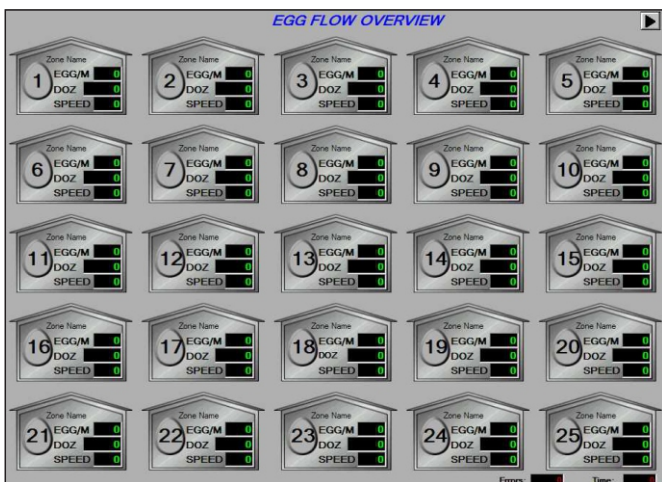 EGG FLOW OVERVIEW
Zone Name
1
EGG/M 0
DOZ 0
SPEED 0
Zone Name
2
EGG/M 0
DOZ 0
SPEED 0
Zone Name
3
EGG/M 0
DOZ 0
SPEED 0
Zone Name
4
EGG/M 0
DOZ 0
SPEED 0
Zone Name
5
EGG/M 0
DOZ 0
SPEED 0
Zone Name
6
EGG/M 0
DOZ 0
SPEED 0
Zone Name
7
EGG/M 0
DOZ 0
SPEED 0
Zone Name
8
EGG/M 0
DOZ 0
SPEED 0
Zone Name
9
EGG/M 0
DOZ 0
SPEED 0
Zone Name
10
EGG/M 0
DOZ 0
SPEED 0
Zone Name
11
EGG/M 0
DOZ 0
SPEED 0
Zone Name
12
EGG/M 0
DOZ 0
SPEED 0
Zone Name
13
EGG/M 0
DOZ 0
SPEED 0
Zone Name
14
EGG/M 0
DOZ 0
SPEED 0
Zone Name
15
EGG/M 0
DOZ 0
SPEED 0
Zone Name
16
EGG/M 0
DOZ 0
SPEED 0
Zone Name
17
EGG/M 0
DOZ 0
SPEED 0
Zone Name
18
EGG/M 0
DOZ 0
SPEED 0
Zone Name
19
EGG/M 0
DOZ 0
SPEED 0
Zone Name
20
EGG/M 0
DOZ 0
SPEED 0
Zone Name
21
EGG/M 0
DOZ 0
SPEED 0
Zone Name
22
EGG/M 0
DOZ 0
SPEED 0
Zone Name
23
EGG/M 0
DOZ 0
SPEED 0
Zone Name
24
EGG/M 0
DOZ 0
SPEED 0
Zone Name
25
EGG/M 0
DOZ 0
SPEED 0
Errors: Time: